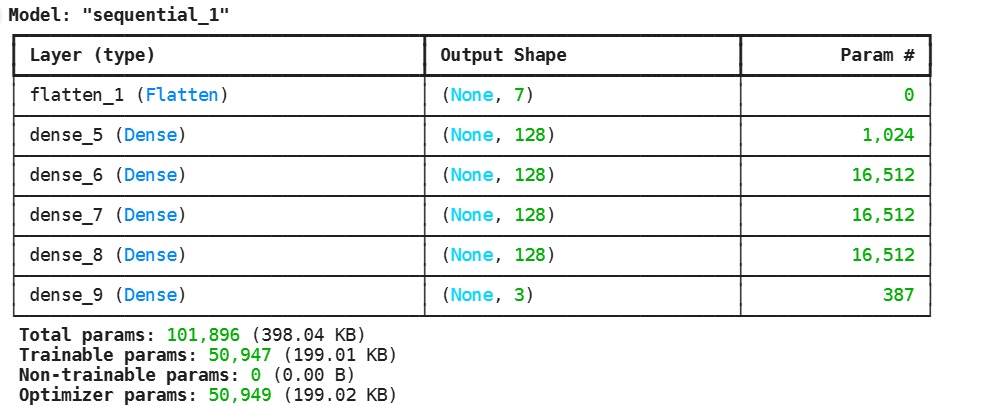 Model: "sequential_1"
Layer (type) Output Shape Param #
flatten_1 (Flatten) (None, 7) 0
dense_5 (Dense) (None, 128) 1,024
dense_6 (Dense) (None, 128) 16,512
dense_7 (Dense) (None, 128) 16,512
dense_8 (Dense) (None, 128) 16,512
dense_9 (Dense) (None, 3) 387
Total params: 101,896 (398.04 KB)
Trainable params: 50,947 (199.01 KB)
Non-trainable params: 0 (0.00 B)
Optimizer params: 50,949 (199.02 KB)